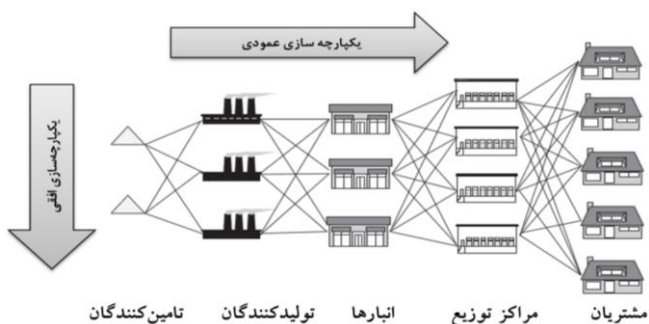 یکپارچه سازی عمودی
یکپارچه‌سازی افقی
مشتریان مراکز توزیع انبارها تولیدکنندگان تامین‌کنندگان